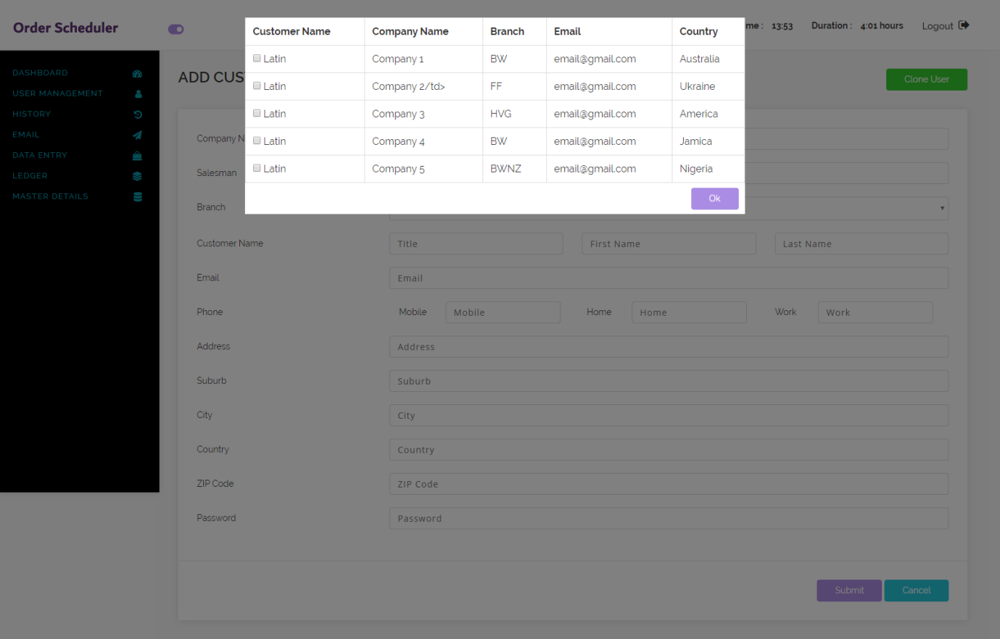 Order Scheduler
me : 13:53 Duration : 4:01 hours Logout
DASHBOARD
USER MANAGEMENT
HISTORY
EMAIL
DATA ENTRY
LEDGER
MASTER DETAILS
Customer Name Company Name Branch Email Country
Latin Company 1 BW email@gmail.com Australia
Latin Company 2/td> FF email@gmail.com Ukraine
Latin Company 3 HVG email@gmail.com America
Latin Company 4 BW email@gmail.com Jamica
Latin Company 5 BWNZ email@gmail.com Nigeria
Ok
ADD CUS
Clone User
Company N
Salesman
Branch
Customer Name Title First Name Last Name
Email Email
Phone Mobile Mobile Home Home Work Work
Address Address
Suburb Suburb
City City
Country Country
ZIP Code ZIP Code
Password Password
Submit Cancel